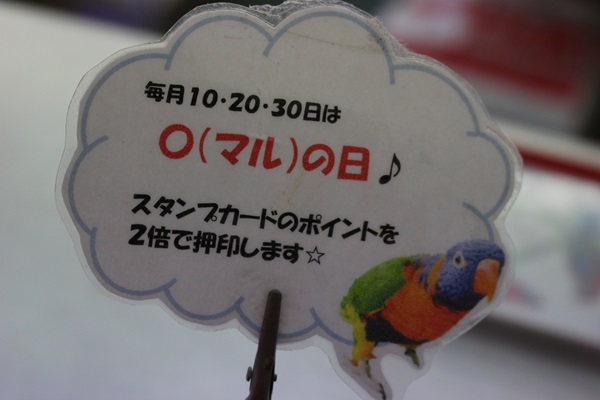 毎月10・20・30日は
〇(マル)の日♪
スタンプカードのポイントを
2倍で押印します☆